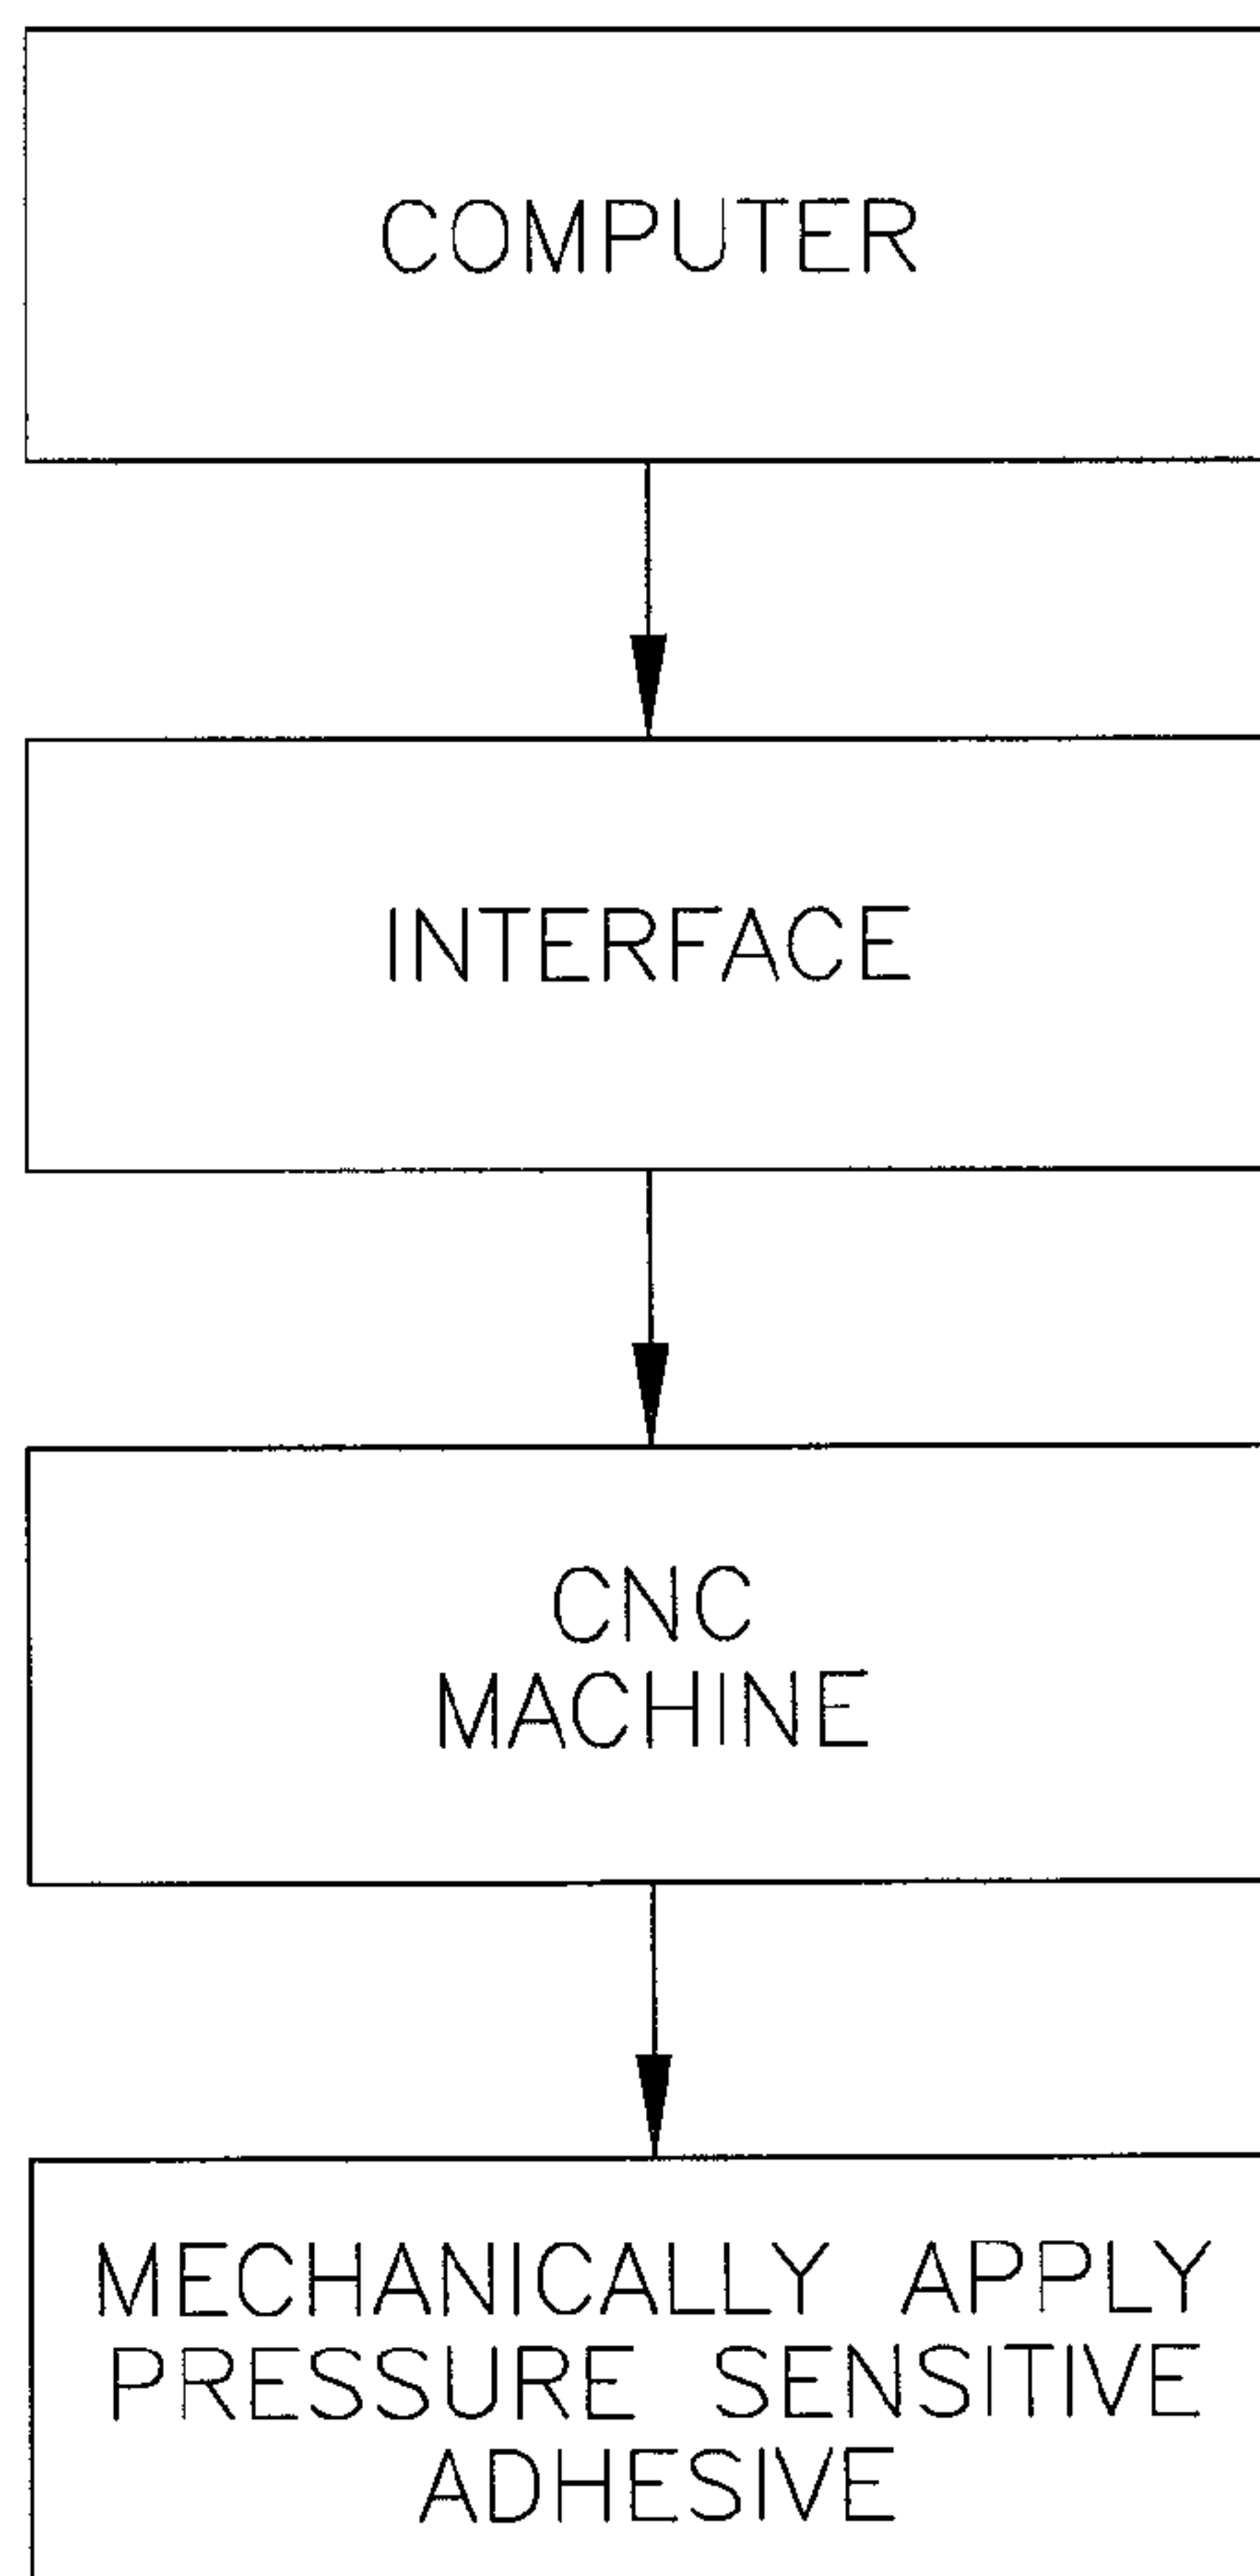 COMPUTER
INTERFACE
CNC
MACHINE
MECHANICALLY APPLY
PRESSURE SENSITIVE
ADHESIVE